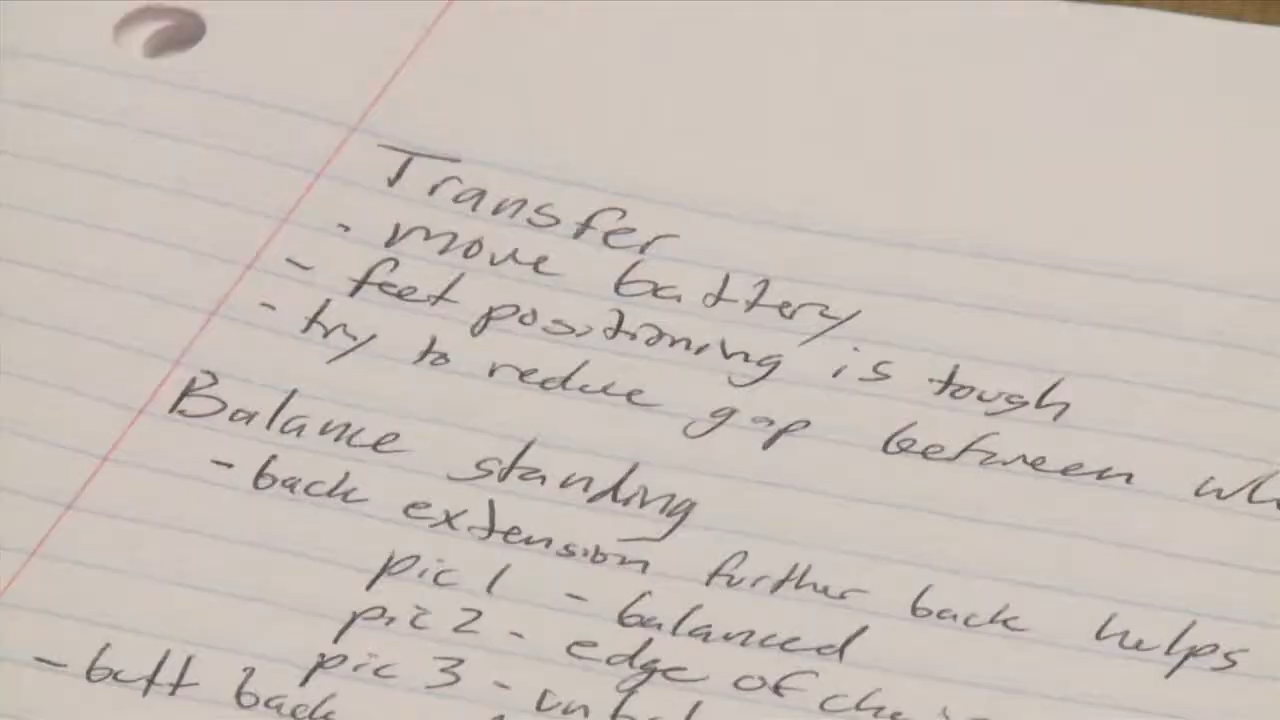 Transfer
- move battery
- feet positioning is tough
- try to reduce gap between
Balance standing
- back extension further back helps
pic 1 - balanced
pic 2 - edge of
pic 3 -
- butt back